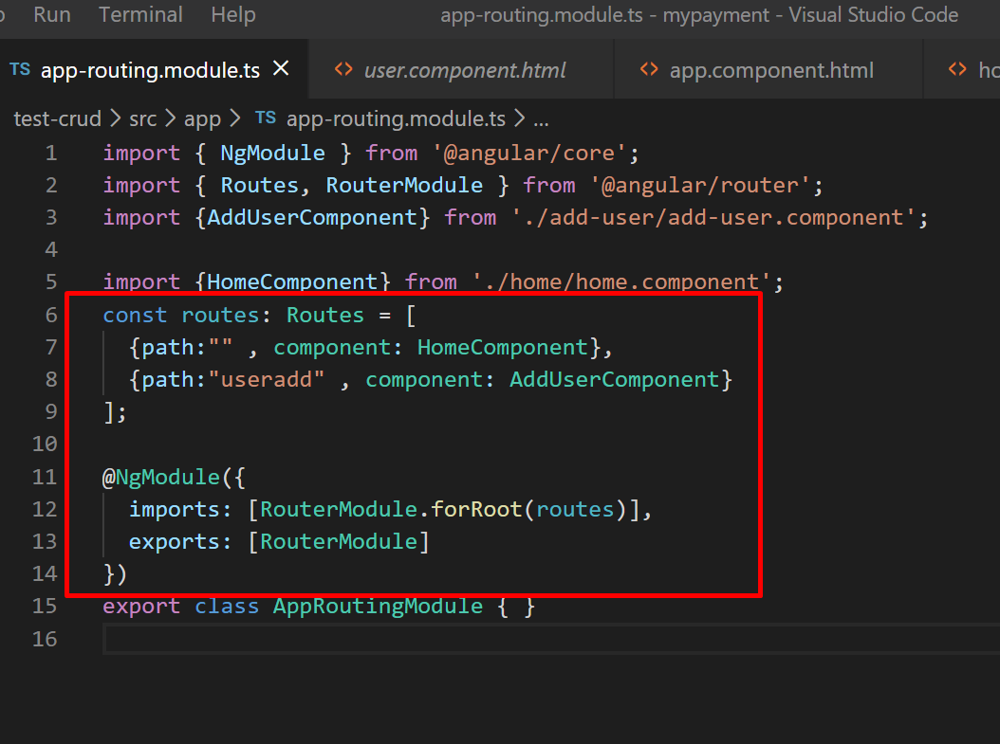 Run Terminal Help app-routing.module.ts - mypayment - Visual Studio Code
TS app-routing.module.ts × <> user.component.html <> app.component.html <>
test-crud > src > app > TS app-routing.module.ts > ...
1 import { NgModule } from '@angular/core';
2 import { Routes, RouterModule } from '@angular/router';
3 import {AddUserComponent} from './add-user/add-user.component';
4
5 import {HomeComponent} from './home/home.component';
6 const routes: Routes = [
7   {path:"" , component: HomeComponent},
8   {path:"useradd" , component: AddUserComponent}
9 ];
10
11 @NgModule({
12   imports: [RouterModule.forRoot(routes)],
13   exports: [RouterModule]
14 })
15 export class AppRoutingModule { }
16